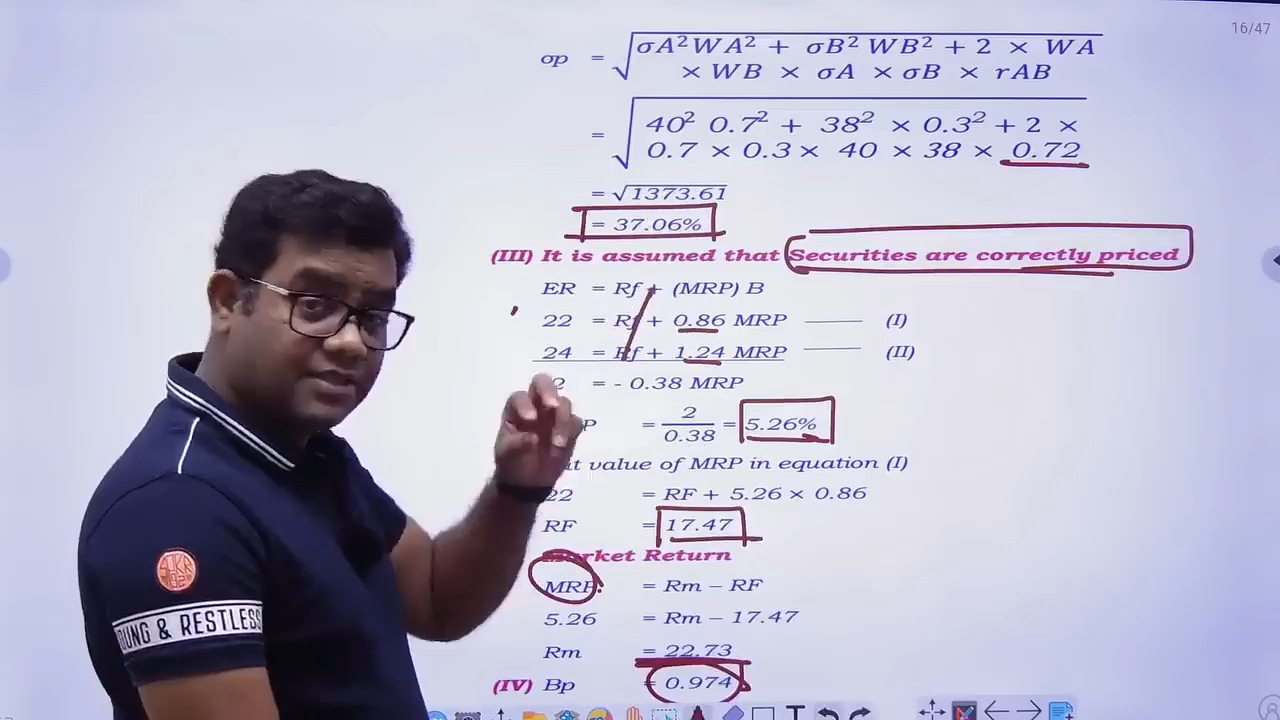 16/47
σp = √σA²WA² + σB² WB² + 2 × WA
× WB × σA × σB × rAB
= √40² 0.7² + 38² × 0.3² + 2 ×
0.7 × 0.3 × 40 × 38 × 0.72
= √1373.61
= 37.06%
(III) It is assumed that Securities are correctly priced
ER = Rf + (MRP) B
22 = Rf + 0.86 MRP (I)
24 = Rf + 1.24 MRP (II)
2 = - 0.38 MRP
P = 2/0.38 = 5.26%
value of MRP in equation (I)
22 = RF + 5.26 × 0.86
RF = 17.47
Market Return
MRP = Rm – RF
5.26 = Rm – 17.47
Rm = 22.73
(IV) Bp = 0.974
& RESTLESS